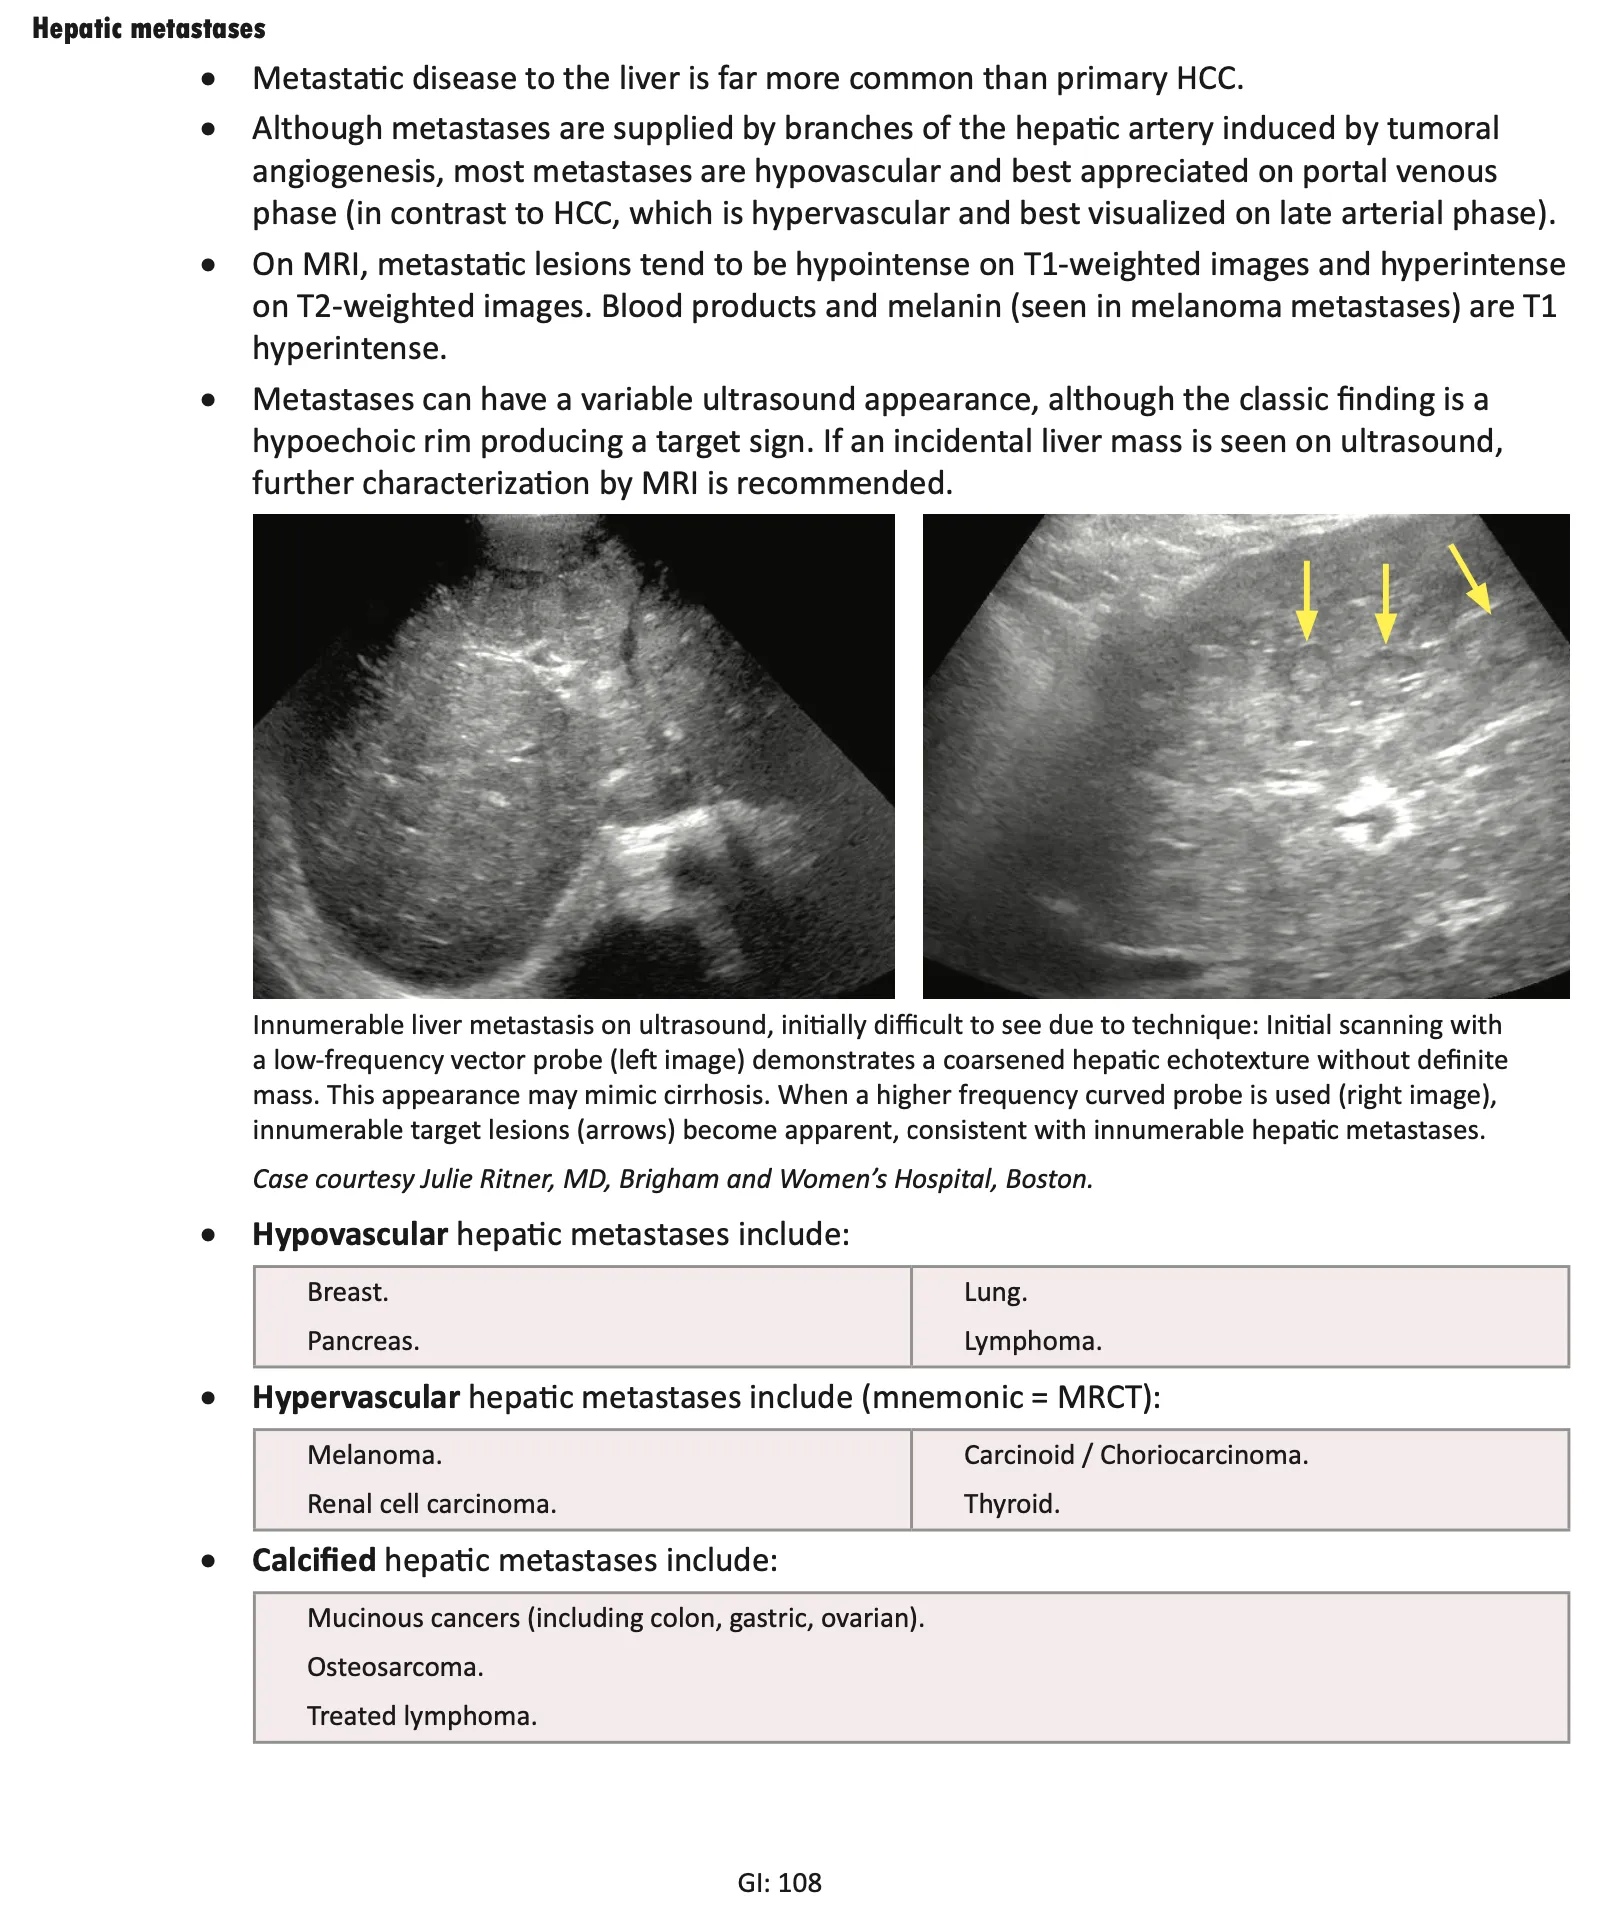 Hepatic metastases
• Metastatic disease to the liver is far more common than primary HCC.
• Although metastases are supplied by branches of the hepatic artery induced by tumoral
angiogenesis, most metastases are hypovascular and best appreciated on portal venous
phase (in contrast to HCC, which is hypervascular and best visualized on late arterial phase).
• On MRI, metastatic lesions tend to be hypointense on T1-weighted images and hyperintense
on T2-weighted images. Blood products and melanin (seen in melanoma metastases) are T1
hyperintense.
• Metastases can have a variable ultrasound appearance, although the classic finding is a
hypoechoic rim producing a target sign. If an incidental liver mass is seen on ultrasound,
further characterization by MRI is recommended.
Innumerable liver metastasis on ultrasound, initially difficult to see due to technique: Initial scanning with
a low-frequency vector probe (left image) demonstrates a coarsened hepatic echotexture without definite
mass. This appearance may mimic cirrhosis. When a higher frequency curved probe is used (right image),
innumerable target lesions (arrows) become apparent, consistent with innumerable hepatic metastases.
Case courtesy Julie Ritner, MD, Brigham and Women's Hospital, Boston.
• Hypovascular hepatic metastases include:
Breast.
Pancreas.
Lung.
Lymphoma.
• Hypervascular hepatic metastases include (mnemonic = MRCT):
Melanoma.
Renal cell carcinoma.
Carcinoid / Choriocarcinoma.
Thyroid.
• Calcified hepatic metastases include:
Mucinous cancers (including colon, gastric, ovarian).
Osteosarcoma.
Treated lymphoma.
GI: 108